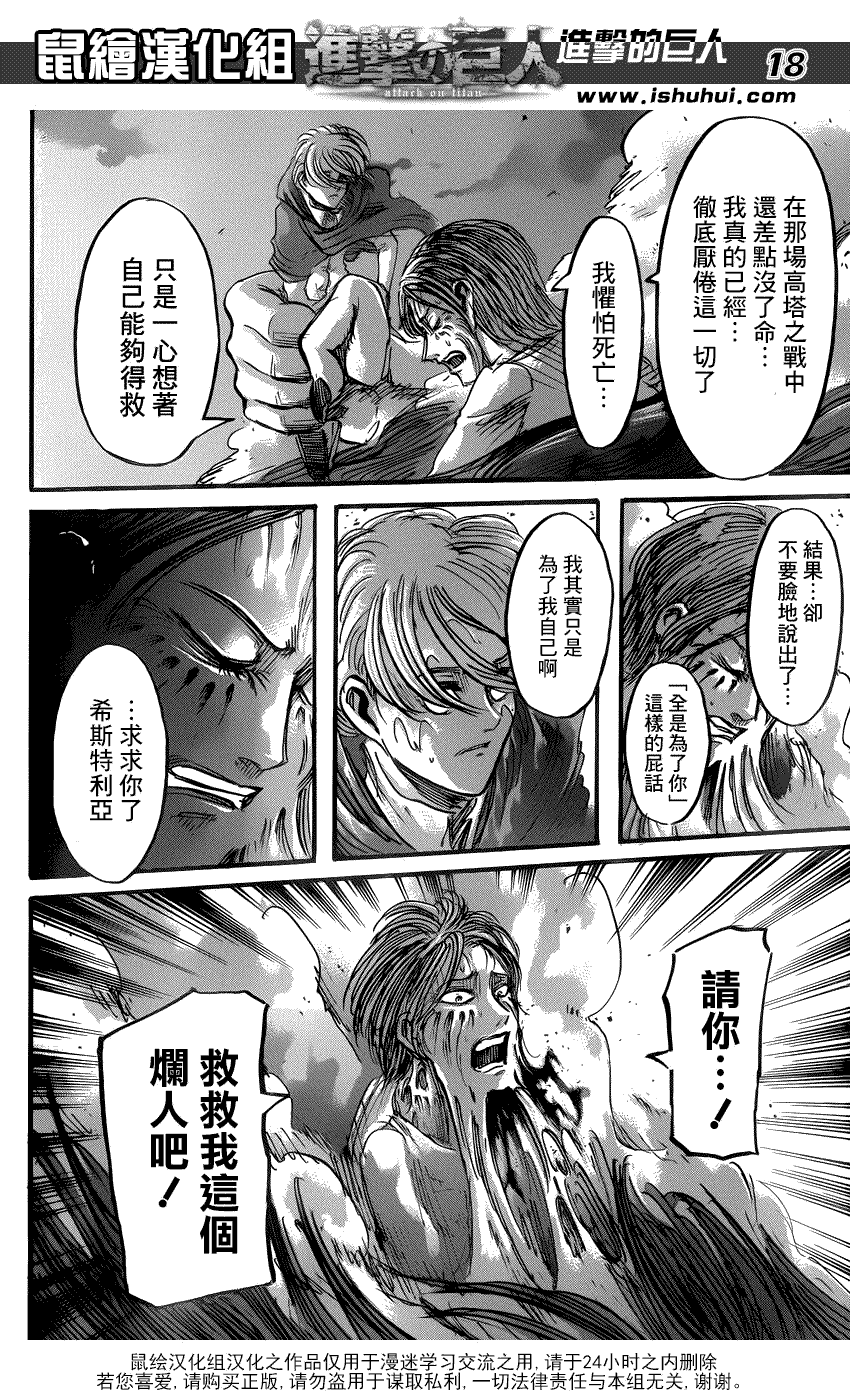 鼠繪漢化組
進撃の巨人
attack on titan
進擊的巨人
18
www.ishuhui.com
在那場高塔之戰中
還差點沒了命…
我真的已經…
徹底厭倦這一切了
我懼怕死亡…
只是一心想著
自己能夠得救
結果…卻
不要臉地說出了…
「全是為了你」
這樣的屁話
我其實只是
為了我自己啊
…求求你了
希斯特利亞
請你…！
救救我這個
爛人吧！
鼠绘汉化组汉化之作品仅用于漫迷学习交流之用,请于24小时之内删除
若您喜爱,请购买正版,请勿盗用于谋取私利,一切法律责任与本组无关,谢谢。